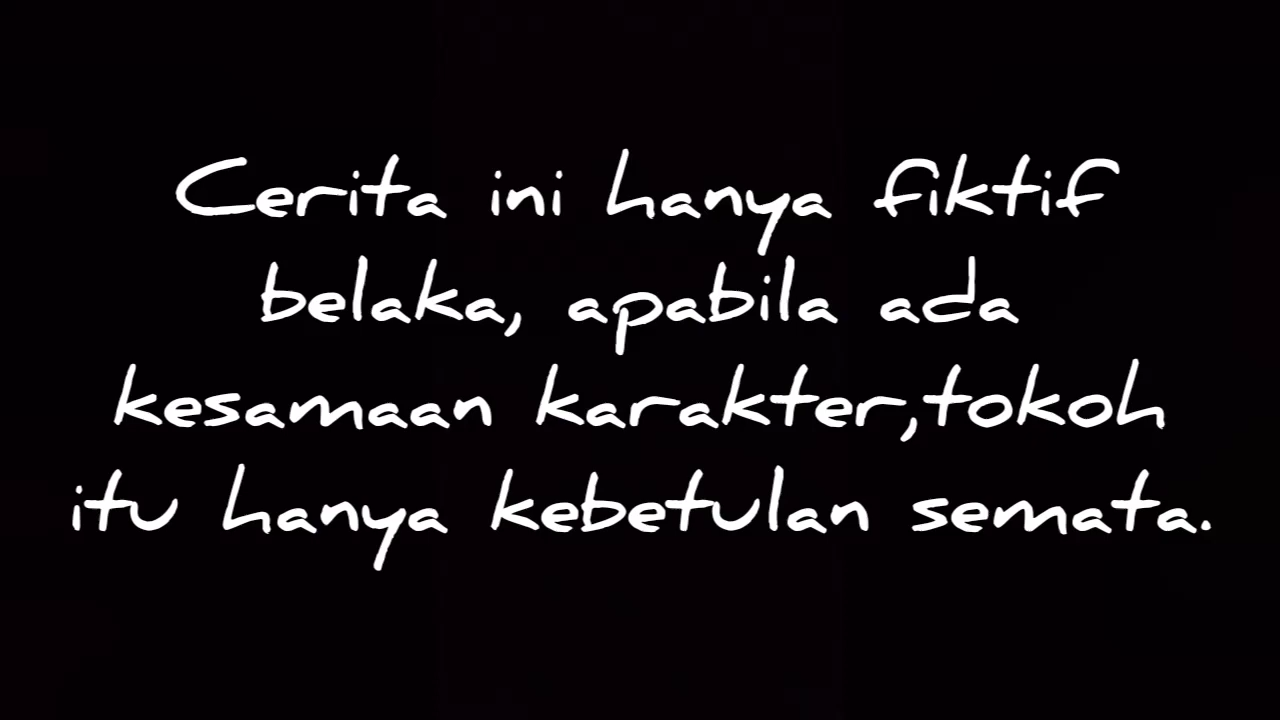 Cerita ini hanya fiktif
belaka, apabila ada
kesamaan karakter,tokoh
itu hanya kebetulan semata.